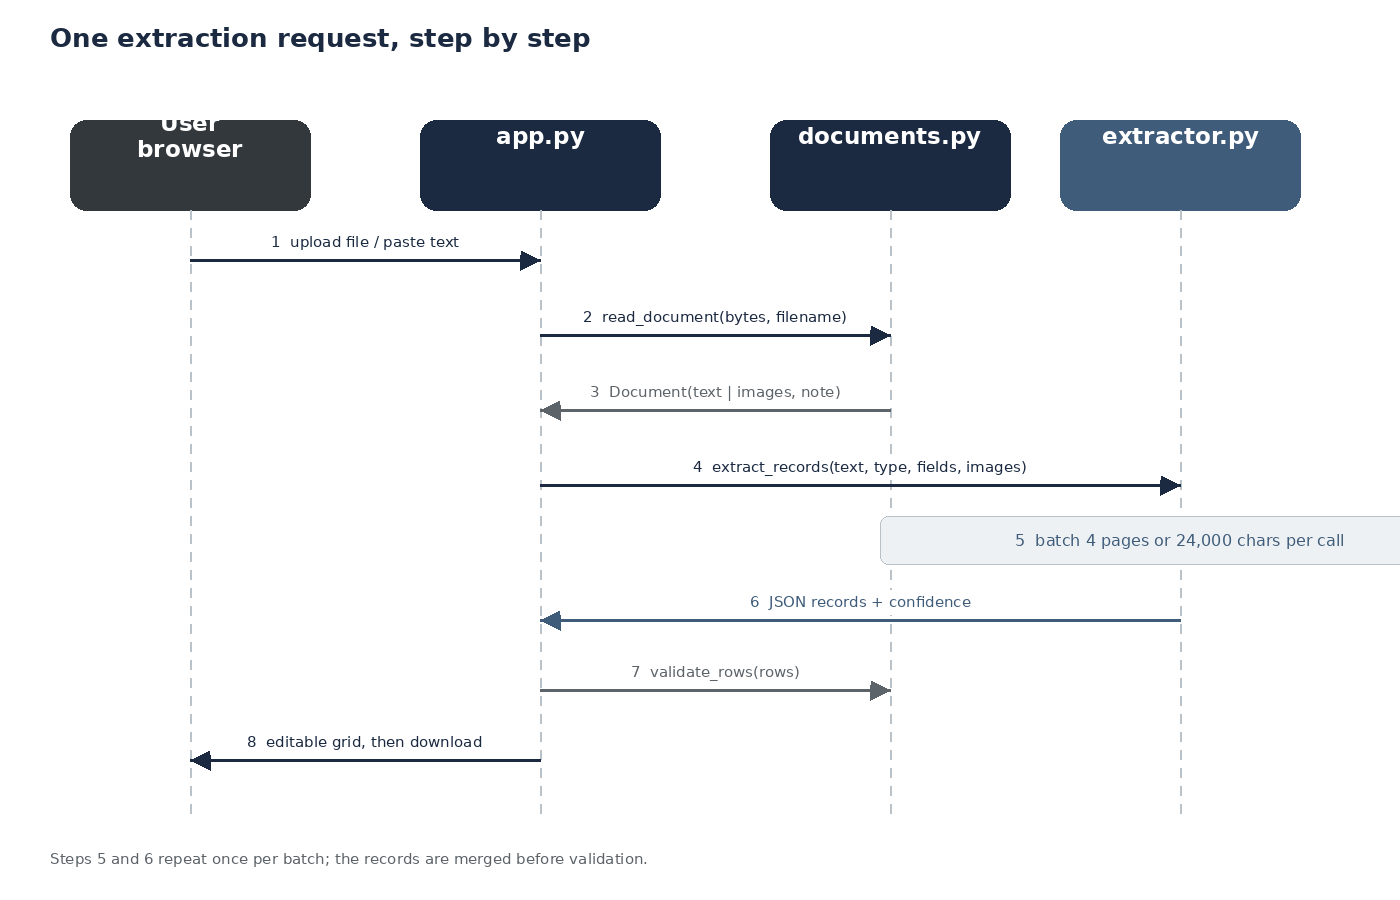 One extraction request, step by step
User
browser
app.py
documents.py
extractor.py
1  upload file / paste text
2  read_document(bytes, filename)
3  Document(text | images, note)
4  extract_records(text, type, fields, images)
5  batch 4 pages or 24,000 chars per call
6  JSON records + confidence
7  validate_rows(rows)
8  editable grid, then download
Steps 5 and 6 repeat once per batch; the records are merged before validation.